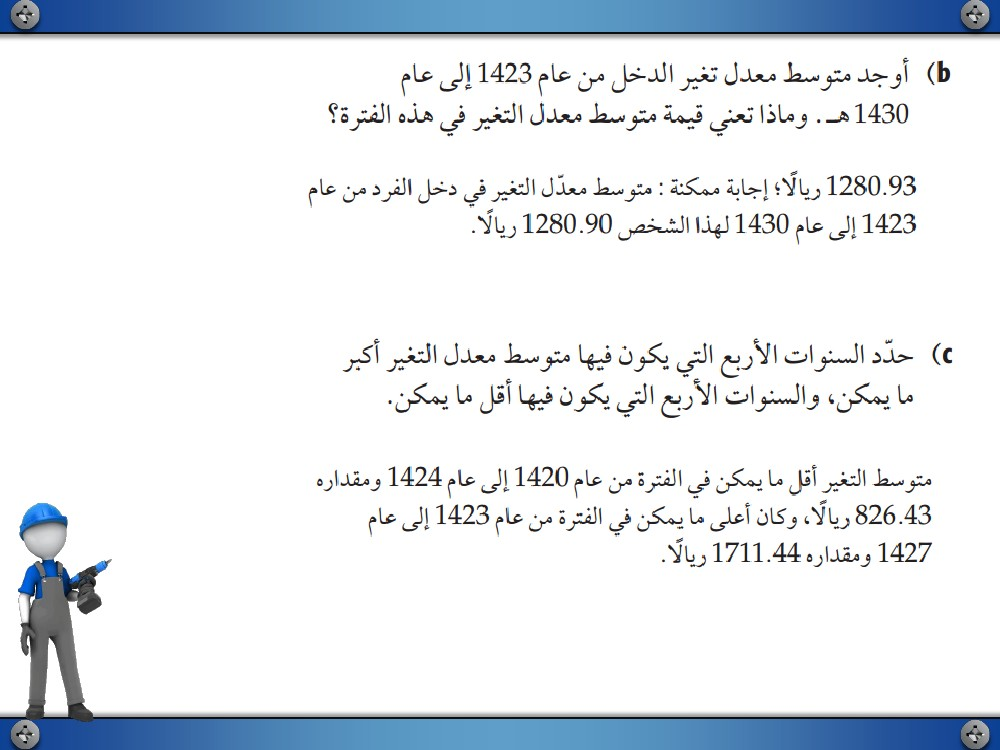 b) أوجد متوسط معدل تغير الدخل من عام 1423 إلى عام
1430 هـ . وماذا تعني قيمة متوسط معدل التغير في هذه الفترة؟
1280.93 ريالًا؛ إجابة ممكنة : متوسط معدّل التغير في دخل الفرد من عام
1423 إلى عام 1430 لهذا الشخص 1280.90 ريالًا.
c) حدّد السنوات الأربع التي يكون فيها متوسط معدل التغير أكبر
ما يمكن، والسنوات الأربع التي يكون فيها أقل ما يمكن.
متوسط التغير أقل ما يمكن في الفترة من عام 1420 إلى عام 1424 ومقداره
826.43 ريالًا، وكان أعلى ما يمكن في الفترة من عام 1423 إلى عام
1427 ومقداره 1711.44 ريالًا.